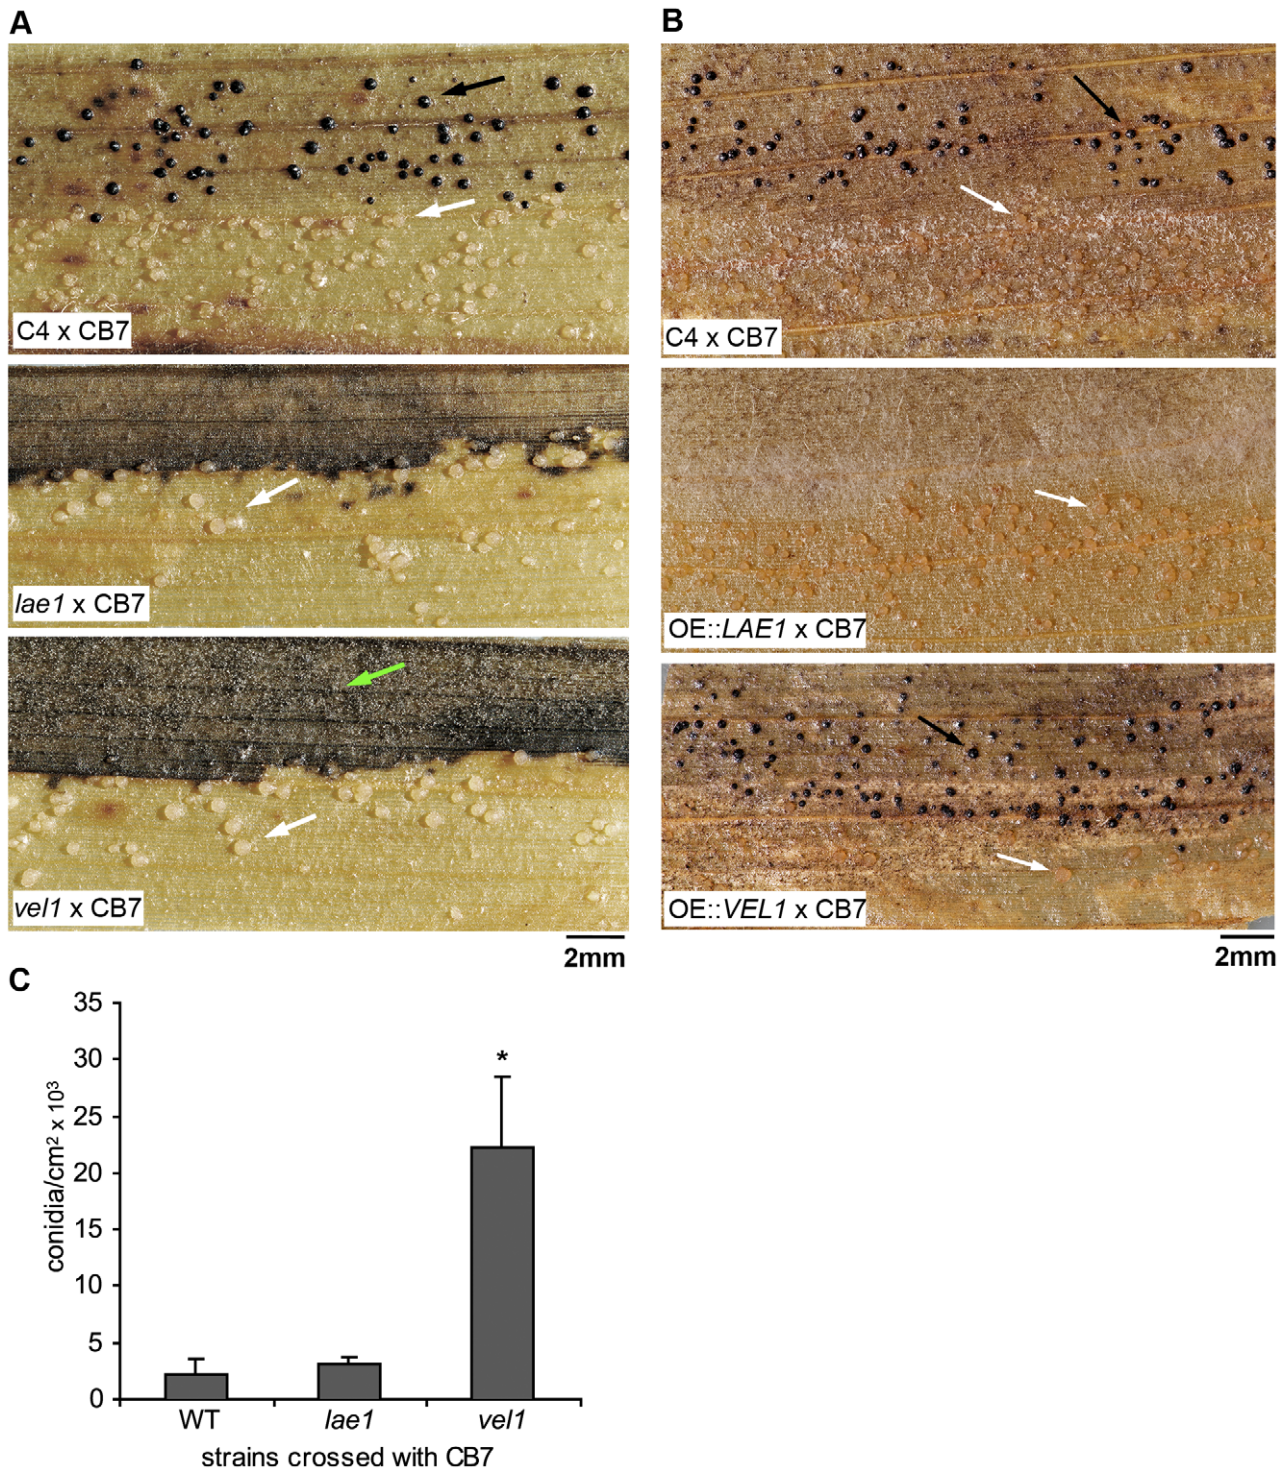 A
B
C4 x CB7
C4 x CB7
lae1 x CB7
OE::LAE1 x CB7
vel1 x CB7
OE::VEL1 x CB7
2mm
2mm
C
35
30
25
20
15
10
5
0
conidia/cm² x 10³
*
WT lae1 vel1
strains crossed with CB7